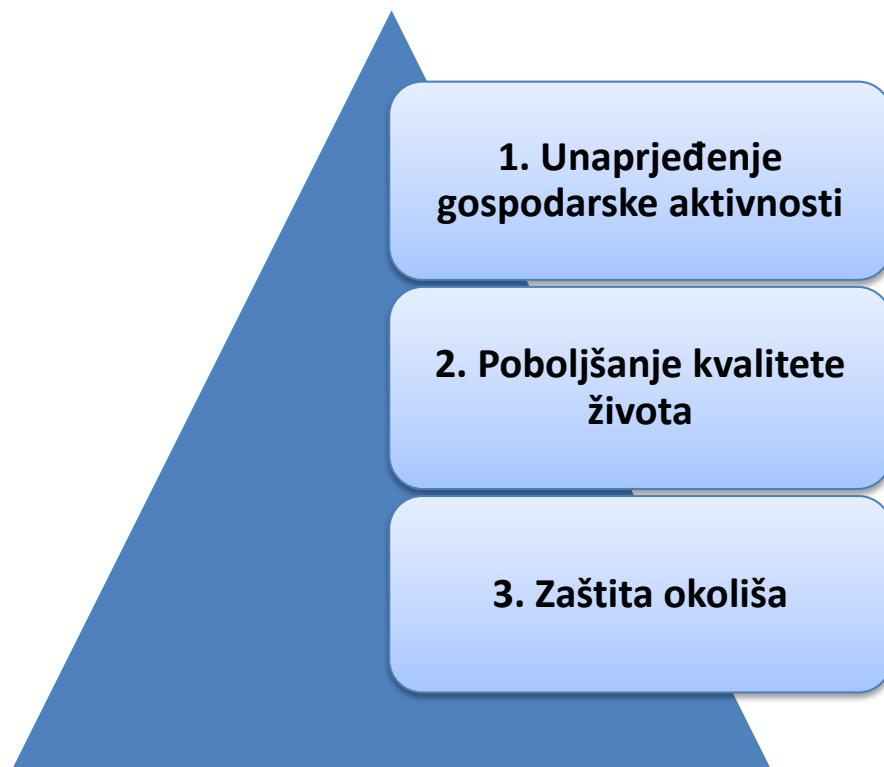 1. Unaprjeđenje
gospodarske aktivnosti
2. Poboljšanje kvalitete
života
3. Zaštita okoliša